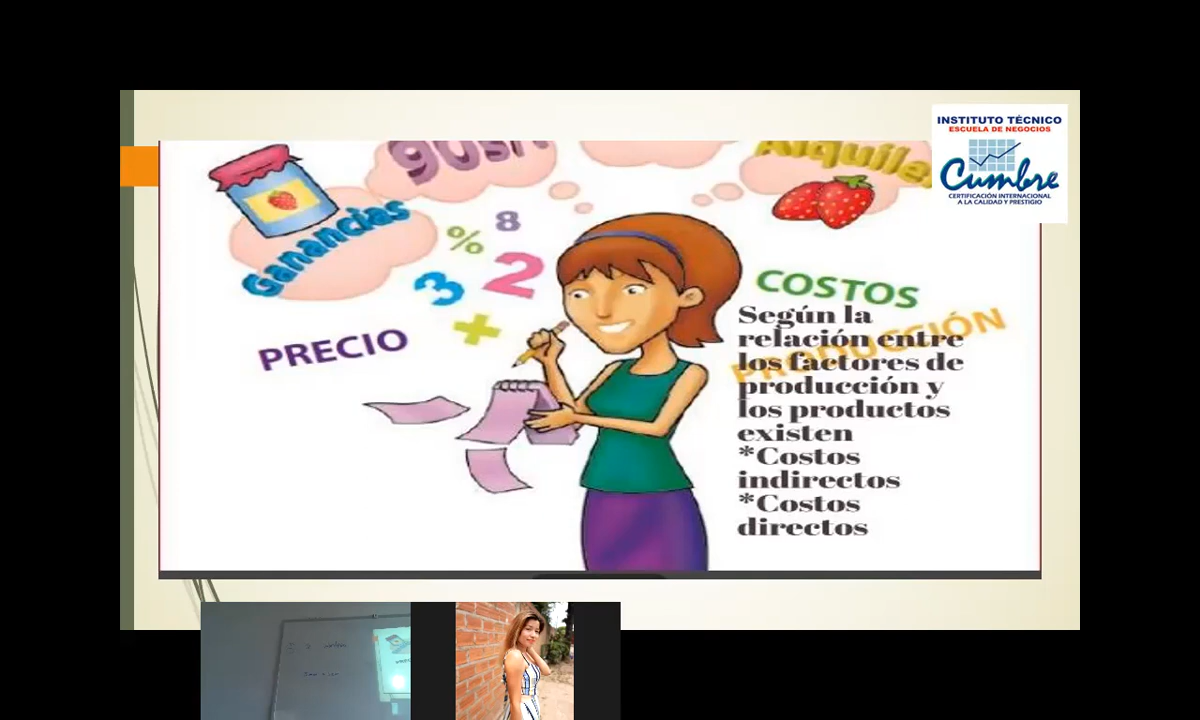 INSTITUTO TÉCNICO
ESCUELA DE NEGOCIOS
Cumbre
CERTIFICACIÓN INTERNACIONAL
A LA CALIDAD Y PRESTIGIO
Ganancias
% 8
3 2
+
PRECIO
COSTOS
PRODUCCIÓN
Según la
relación entre
los factores de
producción y
los productos
existen
*Costos
indirectos
*Costos
directos